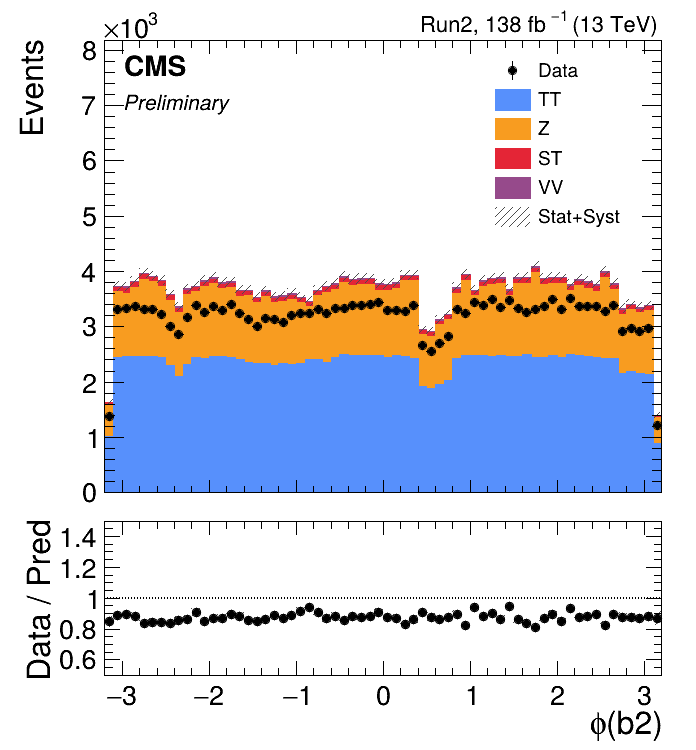 ×10³
Run2, 138 fb⁻¹ (13 TeV)
CMS
Preliminary
Events
8
7
6
5
4
3
2
1
0
Data
TT
Z
ST
VV
Stat+Syst
Data / Pred
1.4
1.2
1
0.8
0.6
−3 −2 −1 0 1 2 3
ϕ(b2)